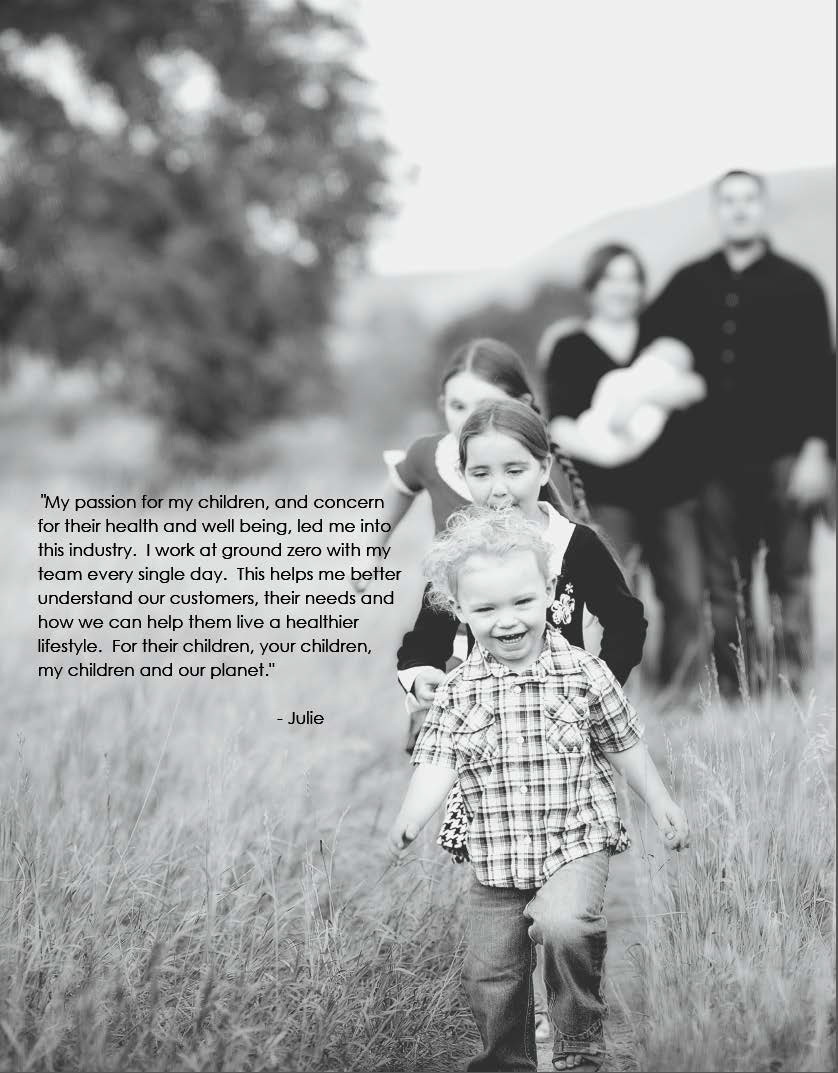 "My passion for my children, and concern
for their health and well being, led me into
this industry.  I work at ground zero with my
team every single day.  This helps me better
understand our customers, their needs and
how we can help them live a healthier
lifestyle.  For their children, your children,
my children and our planet."
- Julie